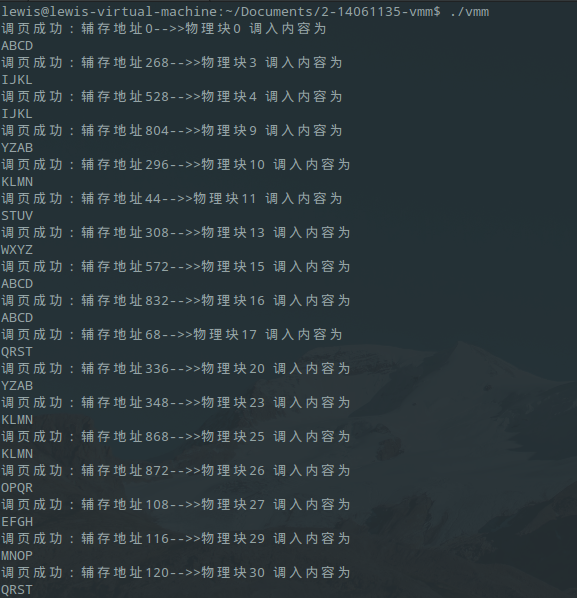 lewis@lewis-virtual-machine:~/Documents/2-14061135-vmm$ ./vmm
调页成功：辅存地址0-->>物理块0 调入内容为
ABCD
调页成功：辅存地址268-->>物理块3 调入内容为
IJKL
调页成功：辅存地址528-->>物理块4 调入内容为
IJKL
调页成功：辅存地址804-->>物理块9 调入内容为
YZAB
调页成功：辅存地址296-->>物理块10 调入内容为
KLMN
调页成功：辅存地址44-->>物理块11 调入内容为
STUV
调页成功：辅存地址308-->>物理块13 调入内容为
WXYZ
调页成功：辅存地址572-->>物理块15 调入内容为
ABCD
调页成功：辅存地址832-->>物理块16 调入内容为
ABCD
调页成功：辅存地址68-->>物理块17 调入内容为
QRST
调页成功：辅存地址336-->>物理块20 调入内容为
YZAB
调页成功：辅存地址348-->>物理块23 调入内容为
KLMN
调页成功：辅存地址868-->>物理块25 调入内容为
KLMN
调页成功：辅存地址872-->>物理块26 调入内容为
OPQR
调页成功：辅存地址108-->>物理块27 调入内容为
EFGH
调页成功：辅存地址116-->>物理块29 调入内容为
MNOP
调页成功：辅存地址120-->>物理块30 调入内容为
QRST